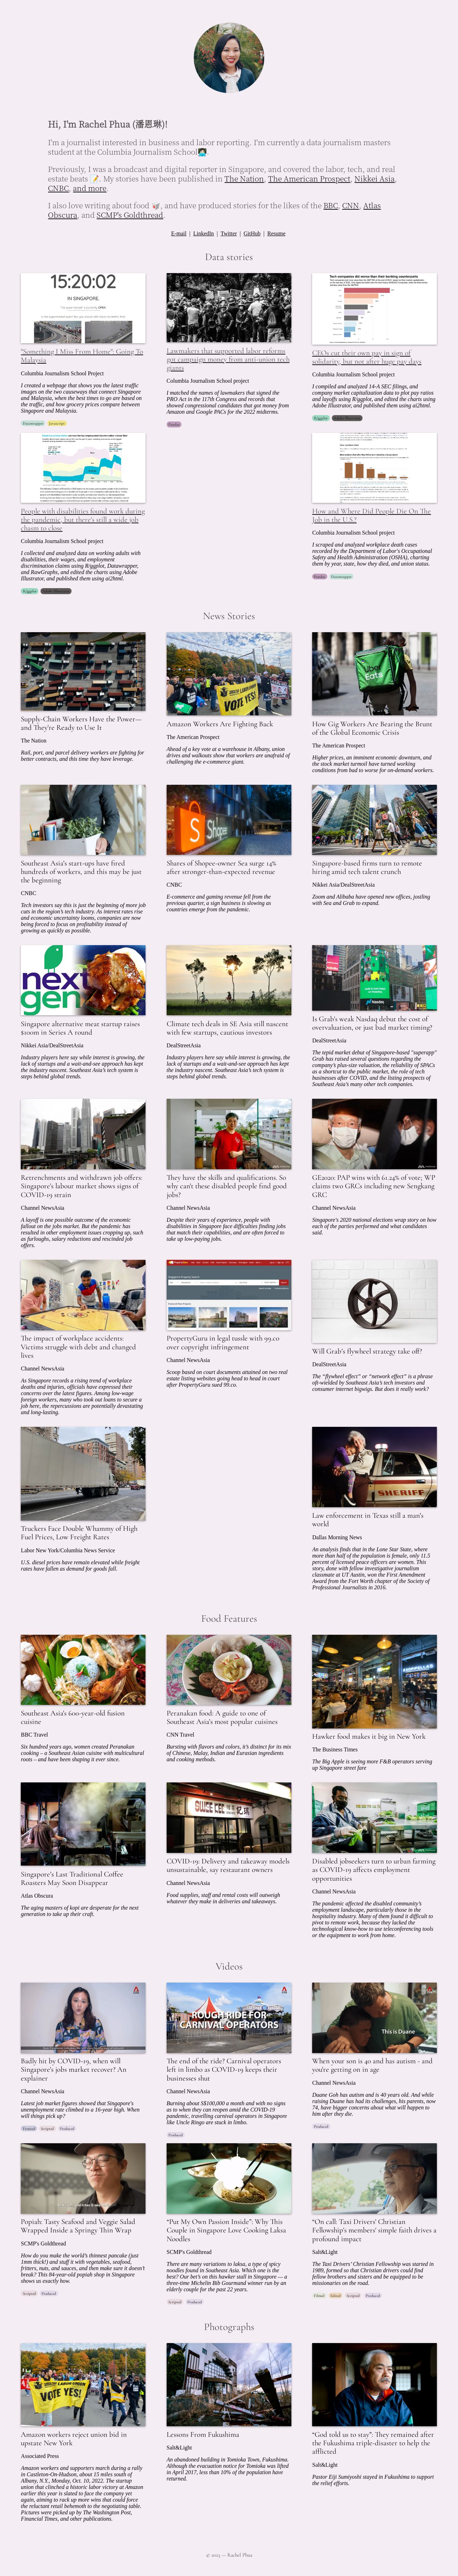 Hi, I'm Rachel Phua (潘恩琳)!
I'm a journalist interested in business and labor reporting. I'm currently a data journalism masters
student at the Columbia Journalism School
Previously, I was a broadcast and digital reporter in Singapore, and covered the labor, tech, and real
estate beats 📝. My stories have been published in The Nation, The American Prospect, Nikkei Asia,
CNBC, and more.
I also love writing about food, and have produced stories for the likes of the BBC, CNN, Atlas
Obscura, and SCMP's Goldthread.
E-mail | LinkedIn | Twitter | GitHub | Resume
Data stories
15:20:02
IN SINGAPORE,
"Something I Miss From Home": Going To
Malaysia
Columbia Journalism School Project
I created a webpage that shows you the latest traffic
images on the two causeways that connect Singapore
and Malaysia, when the best times to go are based on
the traffic, and how grocery prices compare between
Singapore and Malaysia.
Datawrapper Javascript
Lawmakers that supported labor reforms
got campaign money from anti-union tech
giants
Columbia Journalism School project
I matched the names of lawmakers that signed the
PRO Act in the 117th Congress and records that
showed congressional candidates who got money from
Amazon and Google PACs for the 2022 midterms.
Pandas
Tech companies did worse than their banking counterparts
CEOs cut their own pay in sign of
solidarity, but not after huge pay days
Columbia Journalism School project
I compiled and analyzed 14-A SEC filings, and
company market capitalization data to plot pay ratios
and layoffs using R/ggplot, and edited the charts using
Adobe Illustrator, and published them using ai2html.
R/ggplot Adobe Illustrator
People with disabilities found work during
the pandemic, but there's still a wide job
chasm to close
Columbia Journalism School project
I collected and analyzed data on working adults with
disabilities, their wages, and employment
discrimination claims using R/ggplot, Datawrapper,
and RawGraphs, and edited the charts using Adobe
Illustrator, and published them using ai2html.
R/ggplot Adobe Illustrator
How and Where Did People Die On The
Job in the U.S.?
Columbia Journalism School project
I scraped and analyzed workplace death cases
recorded by the Department of Labor's Occupational
Safety and Health Administration (OSHA), charting
them by year, state, how they died, and union status.
Pandas Datawrapper
News Stories
Supply-Chain Workers Have the Power—
and They're Ready to Use It
The Nation
Rail, port, and parcel delivery workers are fighting for
better contracts, and this time they have leverage.
VOTE YES!
Amazon Workers Are Fighting Back
The American Prospect
Ahead of a key vote at a warehouse in Albany, union
drives and walkouts show that workers are unafraid of
challenging the e-commerce giant.
Uber
Eats
How Gig Workers Are Bearing the Brunt
of the Global Economic Crisis
The American Prospect
Higher prices, an imminent economic downturn, and
the stock market turmoil have turned working
conditions from bad to worse for on-demand workers.
Southeast Asia's start-ups have fired
hundreds of workers, and this may be just
the beginning
CNBC
Tech investors say this is just the beginning of more job
cuts in the region's tech industry. As interest rates rise
and economic uncertainty looms, companies are now
being forced to focus on profitability instead of
growing as quickly as possible.
Shopee
Shares of Shopee-owner Sea surge 14%
after stronger-than-expected revenue
CNBC
E-commerce and gaming revenue fell from the
previous quarter, a sign business is slowing as
countries emerge from the pandemic.
Singapore-based firms turn to remote
hiring amid tech talent crunch
Nikkei Asia/DealStreetAsia
Zoom and Alibaba have opened new offices, jostling
with Sea and Grab to expand.
next
gen
Singapore alternative meat startup raises
$100m in Series A round
Nikkei Asia/DealStreetAsia
Industry players here say while interest is growing, the
lack of startups and a wait-and-see approach has kept
the industry nascent. Southeast Asia's tech system is
steps behind global trends.
Climate tech deals in SE Asia still nascent
with few startups, cautious investors
DealStreetAsia
Industry players here say while interest is growing, the
lack of startups and a wait-and-see approach has kept
the industry nascent. Southeast Asia's tech system is
steps behind global trends.
Is Grab's weak Nasdaq debut the cost of
overvaluation, or just bad market timing?
DealStreetAsia
The tepid market debut of Singapore-based "superapp"
Grab has raised several questions regarding the
company's plus-size valuation, the reliability of SPACs
as a shortcut to the public market, the role of tech
businesses after COVID, and the listing prospects of
Southeast Asia's many other tech companies.
Retrenchments and withdrawn job offers:
Singapore's labour market shows signs of
COVID-19 strain
Channel NewsAsia
A layoff is one possible outcome of the economic
fallout on the jobs market. But the pandemic has
resulted in other employment issues cropping up, such
as furloughs, salary reductions and rescinded job
offers.
They have the skills and qualifications. So
why can't these disabled people find good
jobs?
Channel NewsAsia
Despite their years of experience, people with
disabilities in Singapore face difficulties finding jobs
that match their capabilities, and are often forced to
take up low-paying jobs.
GE2020: PAP wins with 61.24% of vote; WP
claims two GRCs including new Sengkang
GRC
Channel NewsAsia
Singapore's 2020 national elections wrap story on how
each of the parties performed and what candidates
said.
The impact of workplace accidents:
Victims struggle with debt and changed
lives
Channel NewsAsia
As Singapore records a rising trend of workplace
deaths and injuries, officials have expressed their
concerns over the latest figures. Among low-wage
foreign workers, many who took out loans to secure a
job here, the repercussions are potentially devastating
and long-lasting.
PropertyGuru in legal tussle with 99.co
over copyright infringement
Channel NewsAsia
Scoop based on court documents attained on two real
estate listing websites going head to head in court
after PropertyGuru sued 99.co.
Will Grab's flywheel strategy take off?
DealStreetAsia
The "flywheel effect" or "network effect" is a phrase
oft-wielded by Southeast Asia's tech investors and
consumer internet bigwigs. But does it really work?
Truckers Face Double Whammy of High
Fuel Prices, Low Freight Rates
Labor New York/Columbia News Service
U.S. diesel prices have remain elevated while freight
rates have fallen as demand for goods fall.
SHERIFF
Law enforcement in Texas still a man's
world
Dallas Morning News
An analysis finds that in the Lone Star State, where
more than half of the population is female, only 11.5
percent of licensed peace officers are women. This
story, done with fellow investigative journalism
classmate at UT Austin, won the First Amendment
Award from the Fort Worth chapter of the Society of
Professional Journalists in 2016.
Food Features
Southeast Asia's 600-year-old fusion
cuisine
BBC Travel
Six hundred years ago, women created Peranakan
cooking – a Southeast Asian cuisine with multicultural
roots – and have been shaping it ever since.
Peranakan food: A guide to one of
Southeast Asia's most popular cuisines
CNN Travel
Bursting with flavors and colors, it's distinct for its mix
of Chinese, Malay, Indian and Eurasian ingredients
and cooking methods.
Hawker food makes it big in New York
The Business Times
The Big Apple is seeing more F&B operators serving
up Singapore street fare
Singapore's Last Traditional Coffee
Roasters May Soon Disappear
Atlas Obscura
The aging masters of kopi are desperate for the next
generation to take up their craft.
COVID-19: Delivery and takeaway models
unsustainable, say restaurant owners
Channel NewsAsia
Food supplies, staff and rental costs will outweigh
whatever they make in deliveries and takeaways.
Disabled jobseekers turn to urban farming
as COVID-19 affects employment
opportunities
Channel NewsAsia
The pandemic affected the disabled community's
employment landscape, particularly those in the
hospitality industry. Many of them found it difficult to
pivot to remote work, because they lacked the
technological know-how to use teleconferencing tools
or the equipment to work from home.
Videos
Badly hit by COVID-19, when will
Singapore's jobs market recover? An
explainer
Channel NewsAsia
Latest job market figures showed that Singapore's
unemployment rate climbed to a 16-year high. When
will things pick up?
Scripted Produced
ROUGH RIDE FOR
CARNIVAL OPERATORS
The end of the ride? Carnival operators
left in limbo as COVID-19 keeps their
businesses shut
Channel NewsAsia
Burning about S$100,000 a month and with no signs
as to when they can reopen amid the COVID-19
pandemic, travelling carnival operators in Singapore
like Uncle Ringo are stuck in limbo.
Produced
This is Duane
When your son is 40 and has autism - and
you're getting on in age
Channel NewsAsia
Duane Goh has autism and is 40 years old. And while
raising Duane has had its challenges, his parents, now
74, have bigger concerns about what will happen to
him after they die.
Produced
Popiah: Tasty Seafood and Veggie Salad
Wrapped Inside a Springy Thin Wrap
SCMP's Goldthread
How do you make the world's thinnest pancake (just
1mm thick!) and stuff it with vegetables, seafood,
fritters, nuts, and sauces, and then make sure it doesn't
break? This 84-year-old popiah shop in Singapore
shows us exactly how.
Scripted Produced
"Put My Own Passion Inside": Why This
Couple in Singapore Love Cooking Laksa
Noodles
SCMP's Goldthread
There are many variations to laksa, a type of spicy
noodles found in Southeast Asia. Which one is the
best? Our bet's on this hawker stall in Singapore — a
three-time Michelin Bib Gourmand winner run by an
elderly couple for the past 22 years.
Scripted Produced
"On call: Taxi Drivers' Christian
Fellowship's members' simple faith drives a
profound impact
Salt&Light
The Taxi Drivers' Christian Fellowship was started in
1989, formed so that Christian drivers could find
fellow brothers and sisters and be equipped to be
missionaries on the road.
Filmed Edited Scripted Produced
Photographs
VOTE YES!
Amazon workers reject union bid in
upstate New York
Associated Press
Amazon workers and supporters march during a rally
in Castleton-On-Hudson, about 15 miles south of
Albany, N.Y., Monday, Oct. 10, 2022. The startup
union that clinched a historic labor victory at Amazon
earlier this year is slated to face the company yet
again, aiming to rack up more wins that could force
the reluctant retail behemoth to the negotiating table.
Pictures were picked up by The Washington Post,
Financial Times, and other publications.
Lessons From Fukushima
Salt&Light
An abandoned building in Tomioka Town, Fukushima.
Although the evacuation notice for Tomioka was lifted
in April 2017, less than 10% of the population have
returned.
"God told us to stay": They remained after
the Fukushima triple-disaster to help the
afflicted
Salt&Light
Pastor Eiji Sumiyoshi stayed in Fukushima to support
the relief efforts.
© 2023 — Rachel Phua